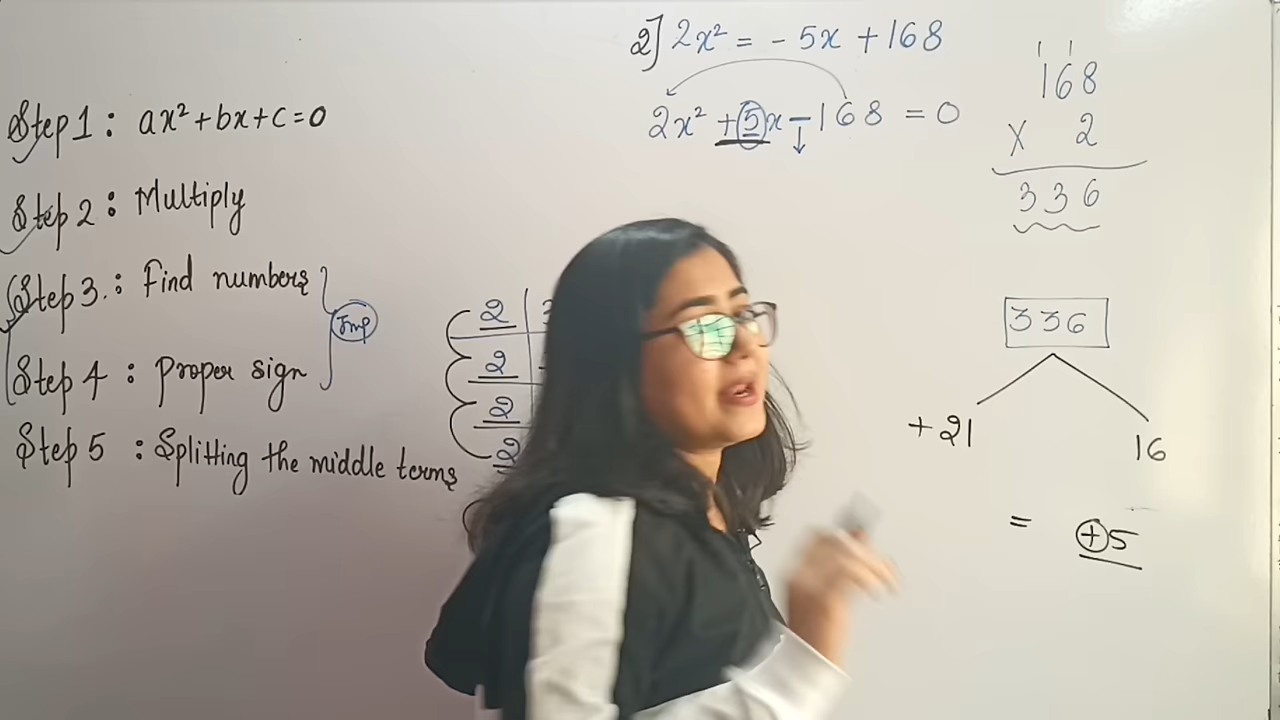 Step 1 : ax² + bx + c = 0
Step 2 : Multiply
Step 3 : Find numbers
Imp
Step 4 : Proper sign
Step 5 : Splitting the middle terms
2] 2x² = - 5x + 168
2x² + 5x - 168 = 0
168
x 2
336
2
2
2
2
336
+21 16
= +5